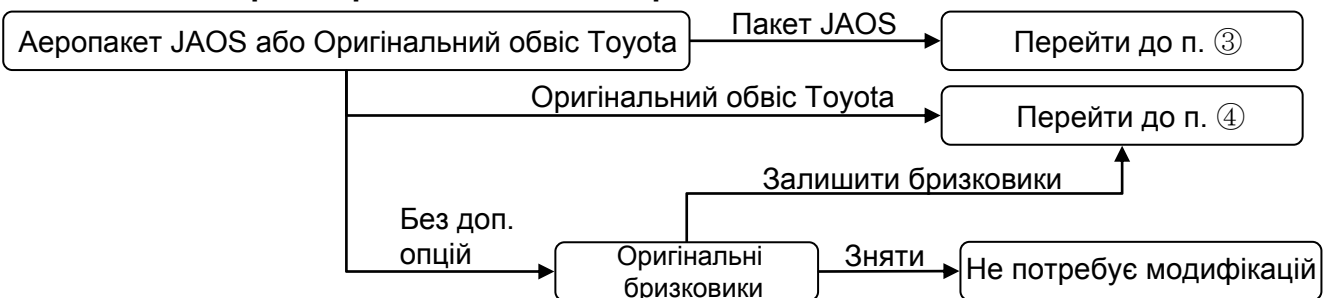 Аеропакет JAOS або Оригінальний обвіс Toyota
Пакет JAOS
Перейти до п. ③
Оригінальний обвіс Toyota
Перейти до п. ④
Залишити бризковики
Без доп.
опцій
Оригінальні
бризковики
Зняти
Не потребує модифікацій